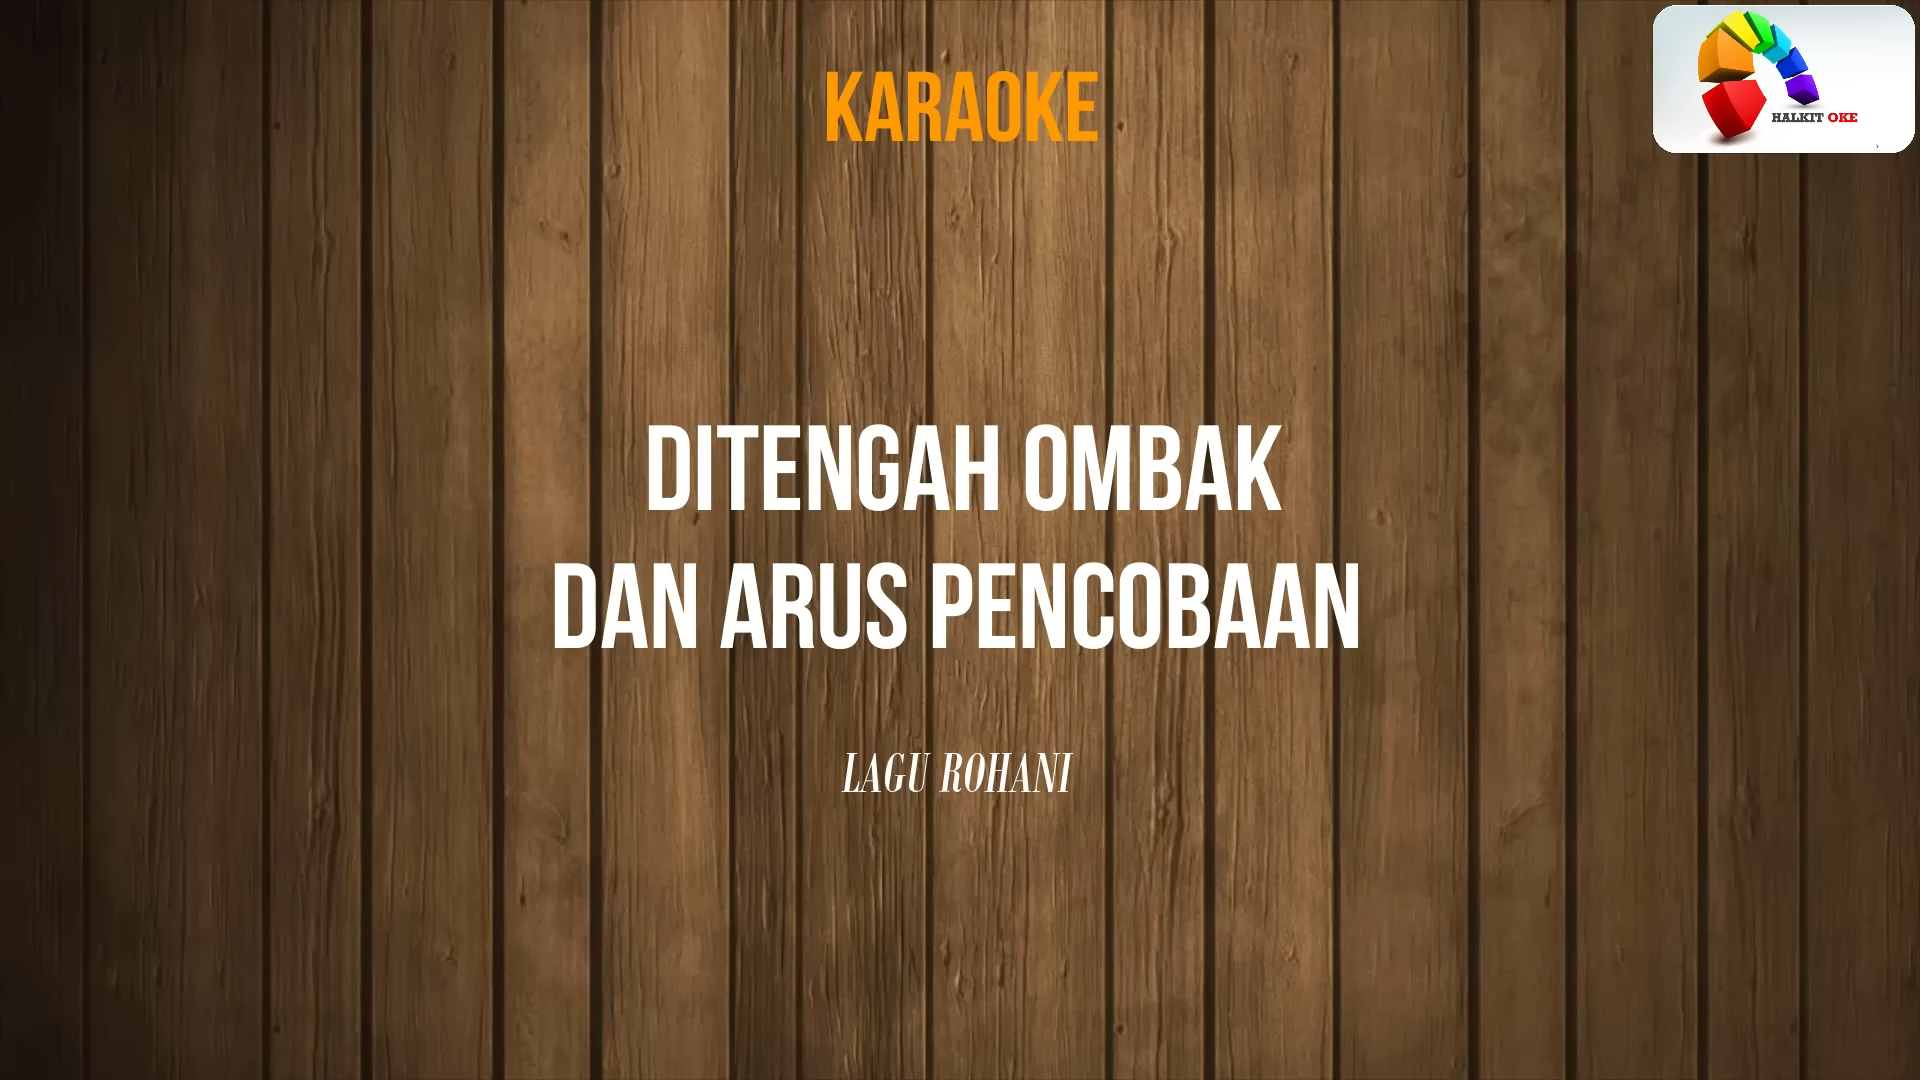 KARAOKE
HALKIT OKE
DITENGAH OMBAK
DAN ARUS PENCOBAAN
LAGU ROHANI